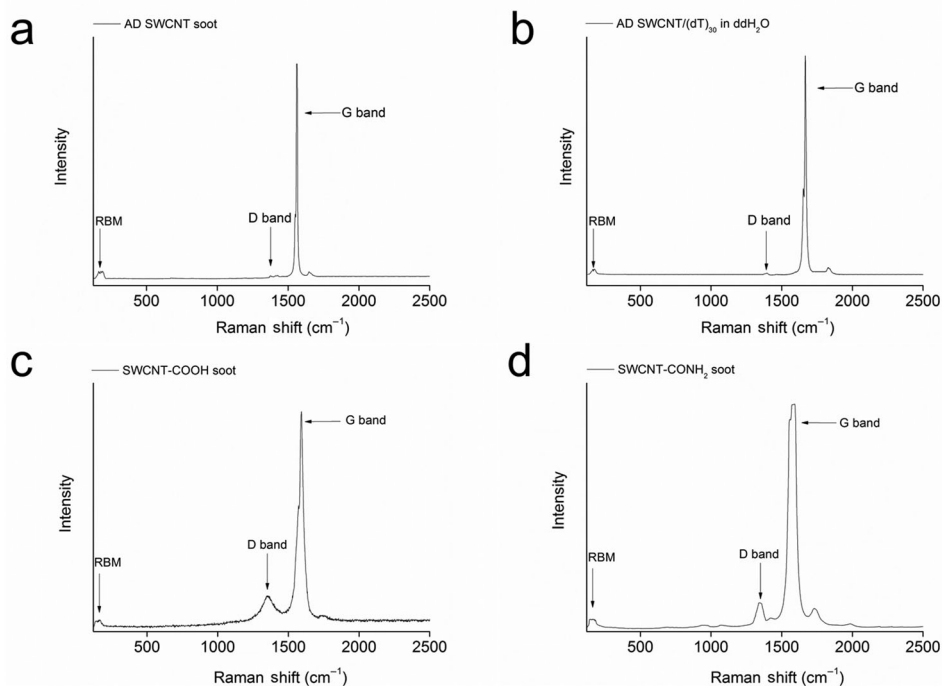 a
AD SWCNT soot
Intensity
RBM
D band
G band
500 1000 1500 2000 2500
Raman shift (cm⁻¹)
b
AD SWCNT/(dT)₃₀ in ddH₂O
Intensity
RBM
D band
G band
500 1000 1500 2000 2500
Raman shift (cm⁻¹)
c
SWCNT-COOH soot
Intensity
RBM
D band
G band
500 1000 1500 2000 2500
Raman shift (cm⁻¹)
d
SWCNT-CONH₂ soot
Intensity
RBM
D band
G band
500 1000 1500 2000 2500
Raman shift (cm⁻¹)